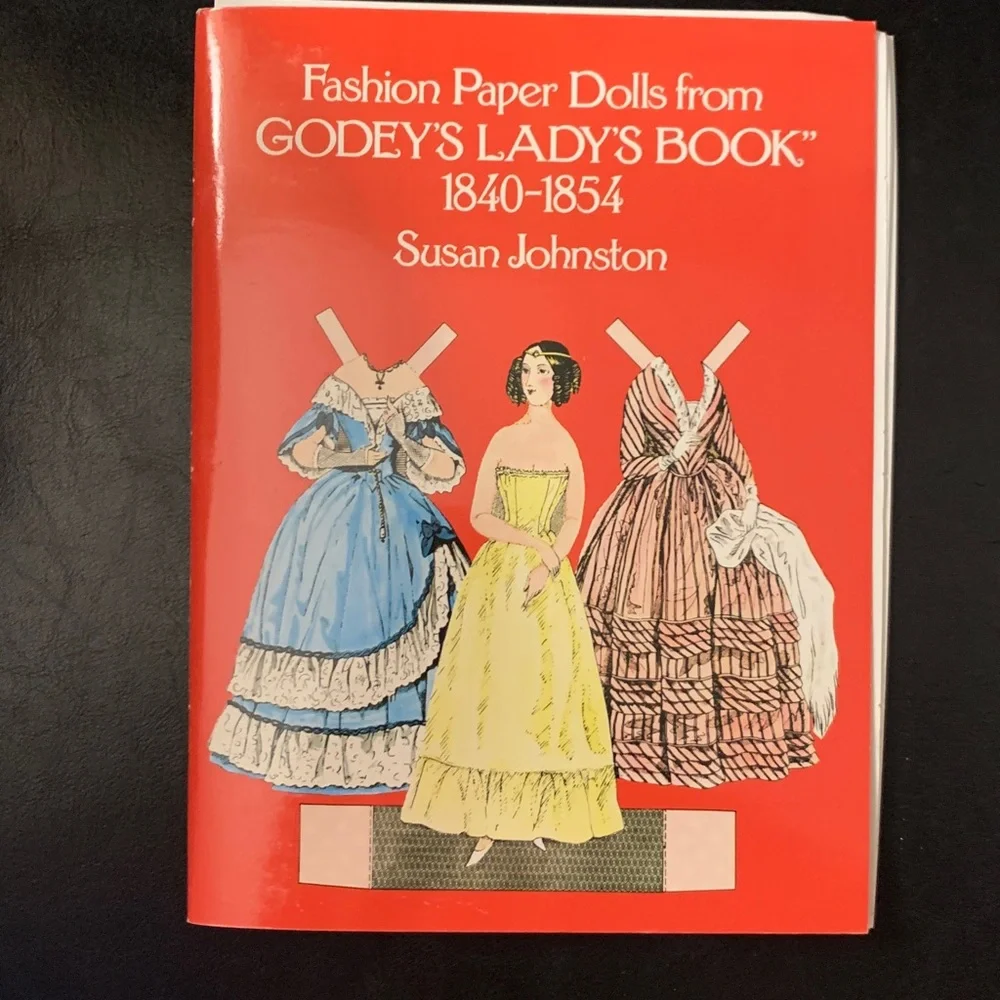 Fashion Paper Dolls from
GODEY'S LADY'S BOOK”
1840-1854
Susan Johnston